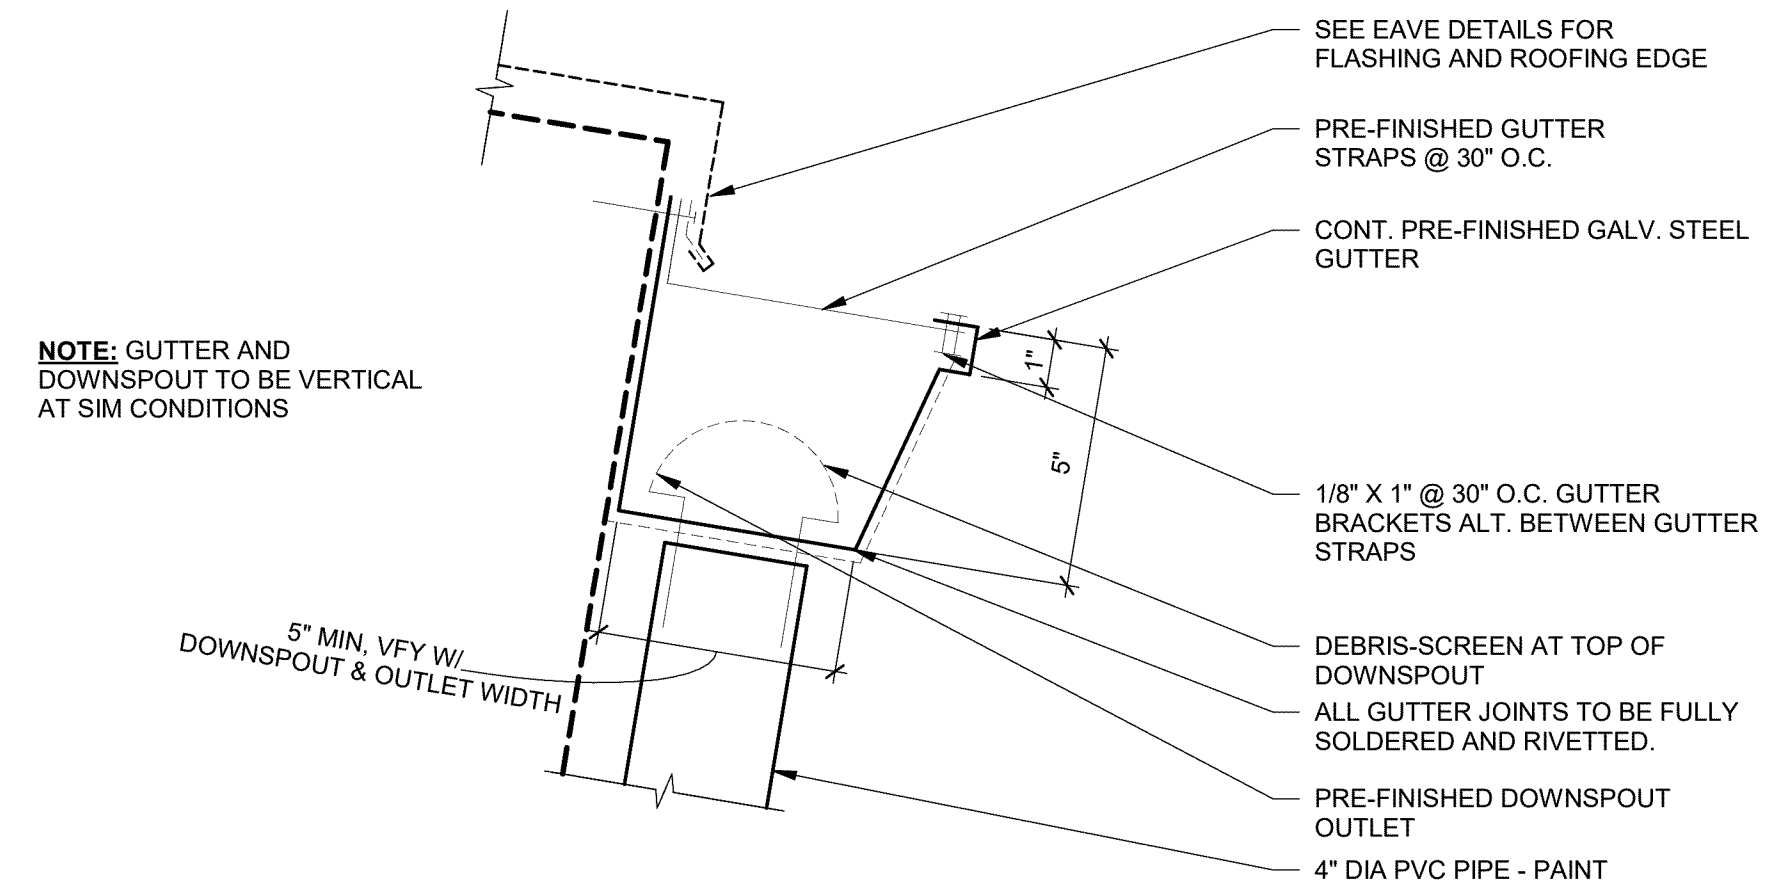 SEE EAVE DETAILS FOR
FLASHING AND ROOFING EDGE
PRE-FINISHED GUTTER
STRAPS @ 30" O.C.
CONT. PRE-FINISHED GALV. STEEL
GUTTER
NOTE: GUTTER AND
DOWNSPOUT TO BE VERTICAL
AT SIM CONDITIONS
1"
5"
1/8" X 1" @ 30" O.C. GUTTER
BRACKETS ALT. BETWEEN GUTTER
STRAPS
5" MIN, VFY W/
DOWNSPOUT & OUTLET WIDTH
DEBRIS-SCREEN AT TOP OF
DOWNSPOUT
ALL GUTTER JOINTS TO BE FULLY
SOLDERED AND RIVETTED.
PRE-FINISHED DOWNSPOUT
OUTLET
4" DIA PVC PIPE - PAINT